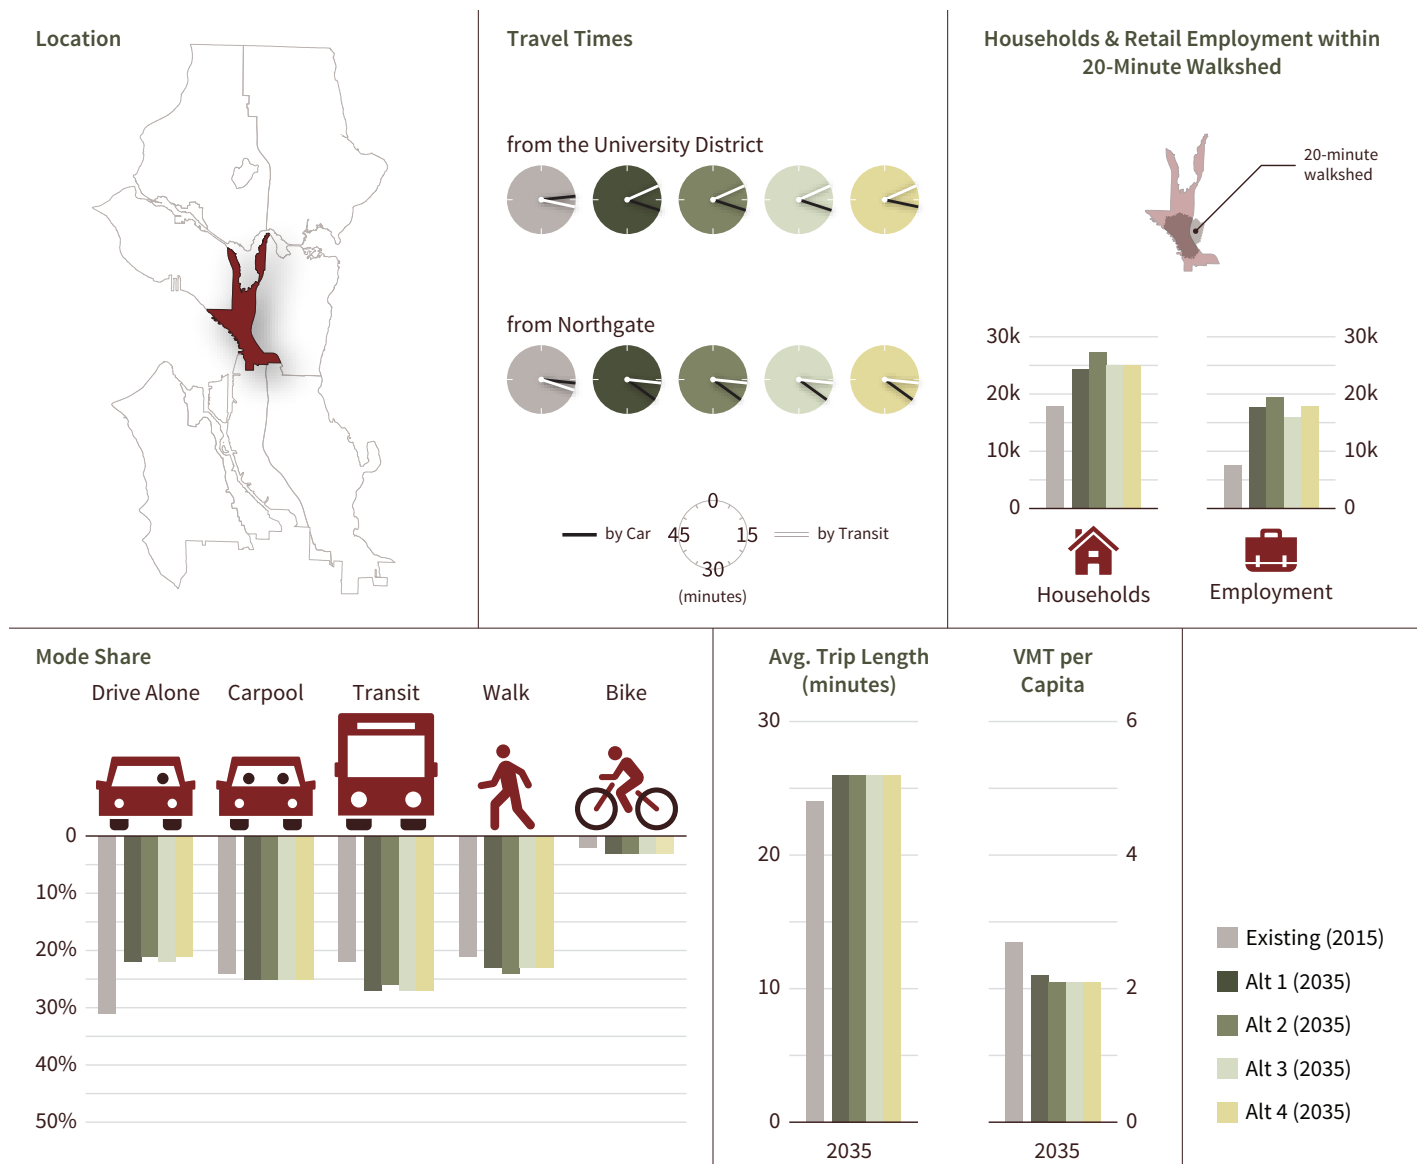 Location
Travel Times
from the University District
from Northgate
by Car
0
15
30
45
(minutes)
by Transit
Households & Retail Employment within
20-Minute Walkshed
20-minute
walkshed
30k
20k
10k
0
30k
20k
10k
0
Households
Employment
Mode Share
Drive Alone
Carpool
Transit
Walk
Bike
0
10%
20%
30%
40%
50%
Avg. Trip Length
(minutes)
30
20
10
0
2035
VMT per
Capita
6
4
2
0
2035
Existing (2015)
Alt 1 (2035)
Alt 2 (2035)
Alt 3 (2035)
Alt 4 (2035)